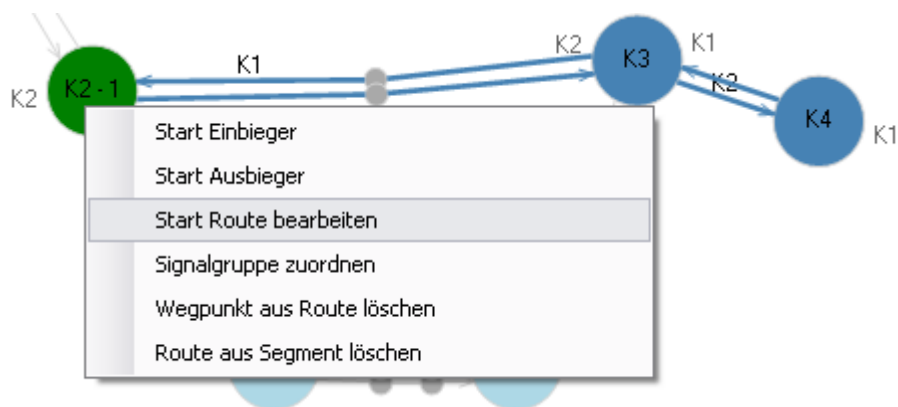 K2
K1
K3
K1
K2
K2 - 1
K2
K4
K1
Start Einbieger
Start Ausbieger
Start Route bearbeiten
Signalgruppe zuordnen
Wegpunkt aus Route löschen
Route aus Segment löschen